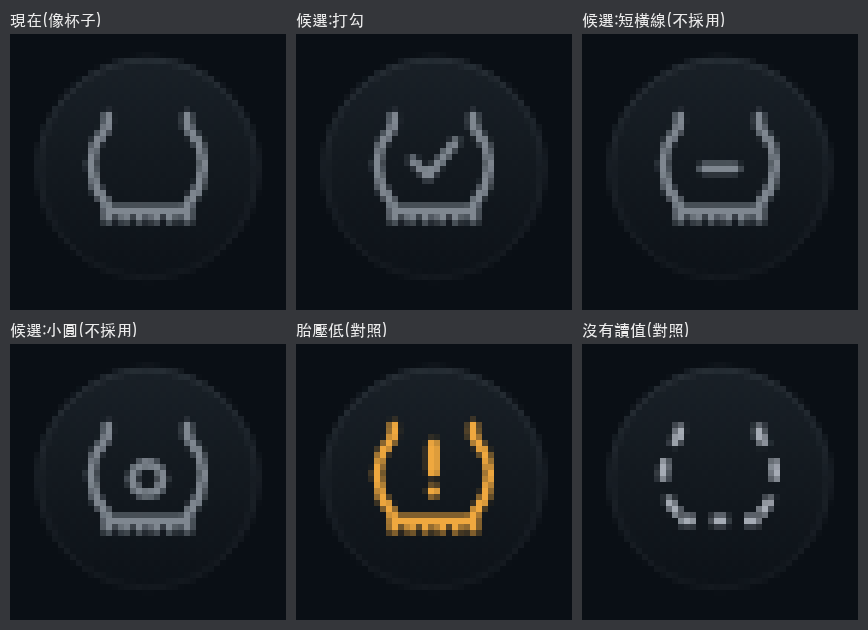 現在(像杯子)
候選:打勾
候選:短橫線(不採用)
候選:小圓(不採用)
胎壓低(對照)
沒有讀值(對照)